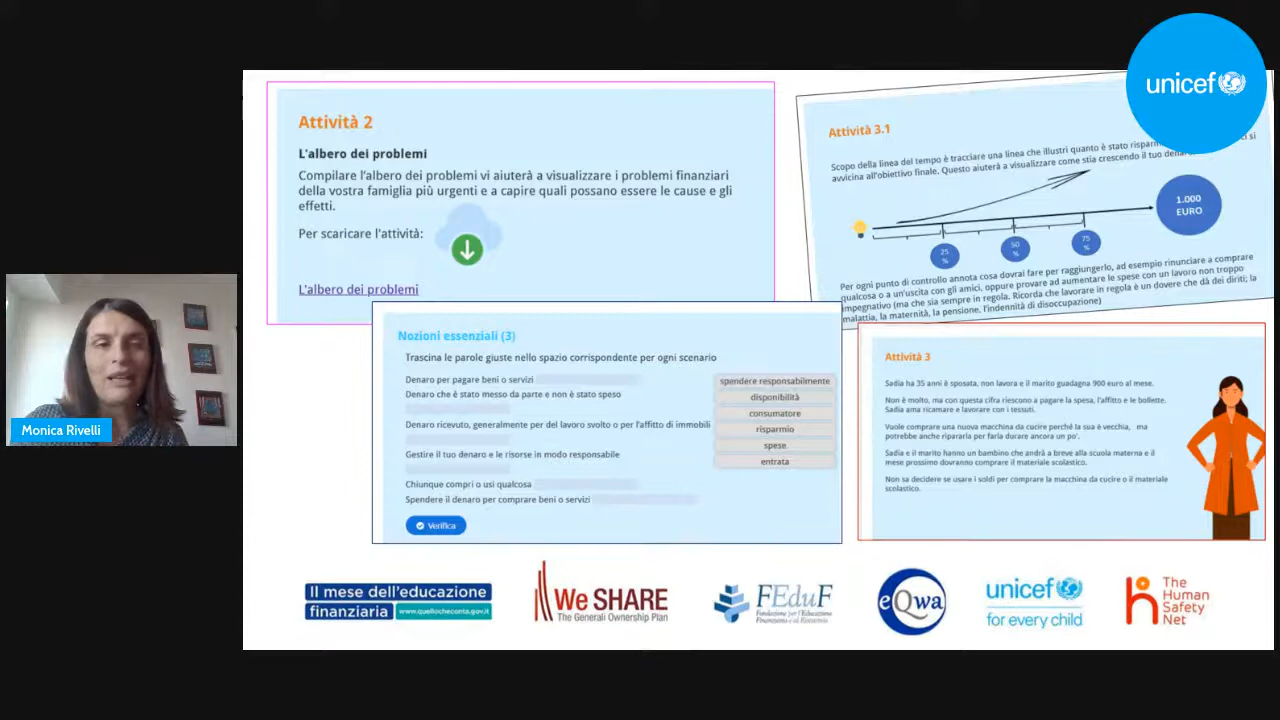 unicef
Attività 2
L'albero dei problemi
Compilare l'albero dei problemi vi aiuterà a visualizzare i problemi finanziari
della vostra famiglia più urgenti e a capire quali possano essere le cause e gli
effetti.
Per scaricare l'attività:
L'albero dei problemi
Attività 3.1
Scopo della linea del tempo è tracciare una linea che illustri quanto è stato
avvicina all'obiettivo finale. Questo aiuterà a visualizzare come stia crescendo il tuo
1.000
EURO
25
%
50
%
75
%
Per ogni punto di controllo annota cosa dovrai fare per raggiungerlo, ad esempio rinunciare a comprare
qualcosa o a un'uscita con gli amici, oppure provare ad aumentare le spese con un lavoro non troppo
impegnativo (ma che sia sempre in regola. Ricorda che lavorare in regola è un dovere che dà dei diritti; la
malattia, la maternità, la pensione, l'indennità di disoccupazione)
Nozioni essenziali (3)
Trascina le parole giuste nello spazio corrispondente per ogni scenario
Denaro per pagare beni o servizi
Denaro che è stato messo da parte e non è stato speso
Denaro ricevuto, generalmente per del lavoro svolto o per l'affitto di immobili
Gestire il tuo denaro e le risorse in modo responsabile
Chiunque compri o usi qualcosa
Spendere il denaro per comprare beni o servizi
spendere responsabilmente
disponibilità
consumatore
risparmio
spese
entrata
Verifica
Attività 3
Sadia ha 35 anni è sposata, non lavora e il marito guadagna 900 euro al mese.
Non è molto, ma con questa cifra riescono a pagare la spesa, l'affitto e le bollette.
Sadia ama ricamare e lavorare con i tessuti.
Vuole comprare una nuova macchina da cucire perché la sua è vecchia, ma
potrebbe anche ripararla per farla durare ancora un po'.
Sadia e il marito hanno un bambino che andrà a breve alla scuola materna e il
mese prossimo dovranno comprare il materiale scolastico.
Non sa decidere se usare i soldi per comprare la macchina da cucire o il materiale
scolastico.
Monica Rivelli
Il mese dell'educazione
finanziaria www.quellocheconta.gov.it
We SHARE
The Generali Ownership Plan
FEduF
Fondazione per l'Educazione
Finanziaria e al Risparmio
eQwa
unicef
for every child
The
Human
Safety
Net